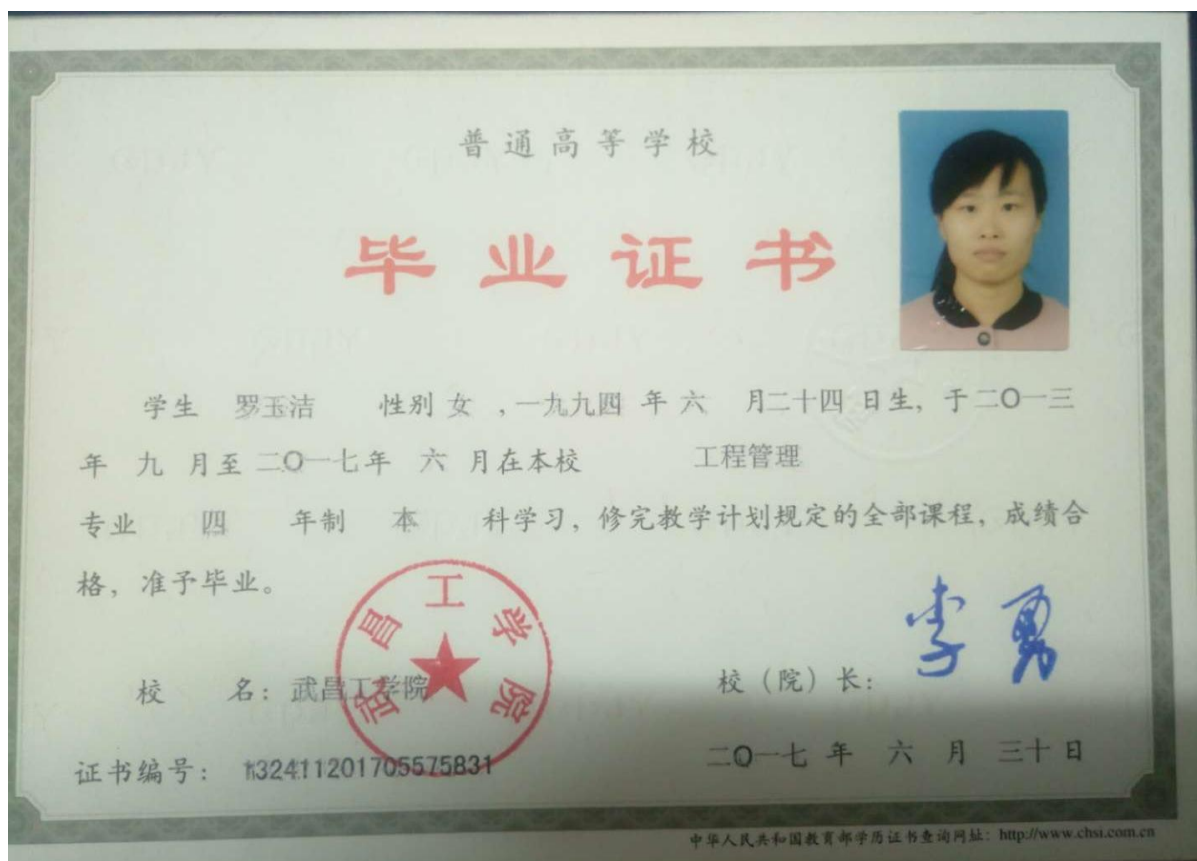 普通高等学校
毕业证书
学生 罗玉洁 性别 女 ,一九九四 年 六 月二十四 日生, 于二〇一三
年 九 月至 二〇一七年 六 月在本校 工程管理
专业 四 年制 本 科学习, 修完教学计划规定的全部课程, 成绩合
格, 准予毕业。
武昌工学院
李勇
校 名: 武昌工学院 校（院）长:
二〇一七 年 六 月 三十 日
证书编号: 132411201705575831
中华人民共和国教育部学历证书查询网址: http://www.chsi.com.cn